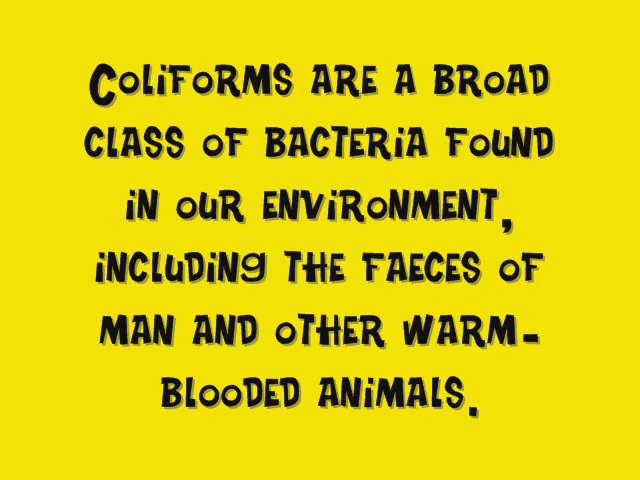 Coliforms are a broad
class of bacteria found
in our environment,
including the faeces of
man and other warm-
blooded animals.